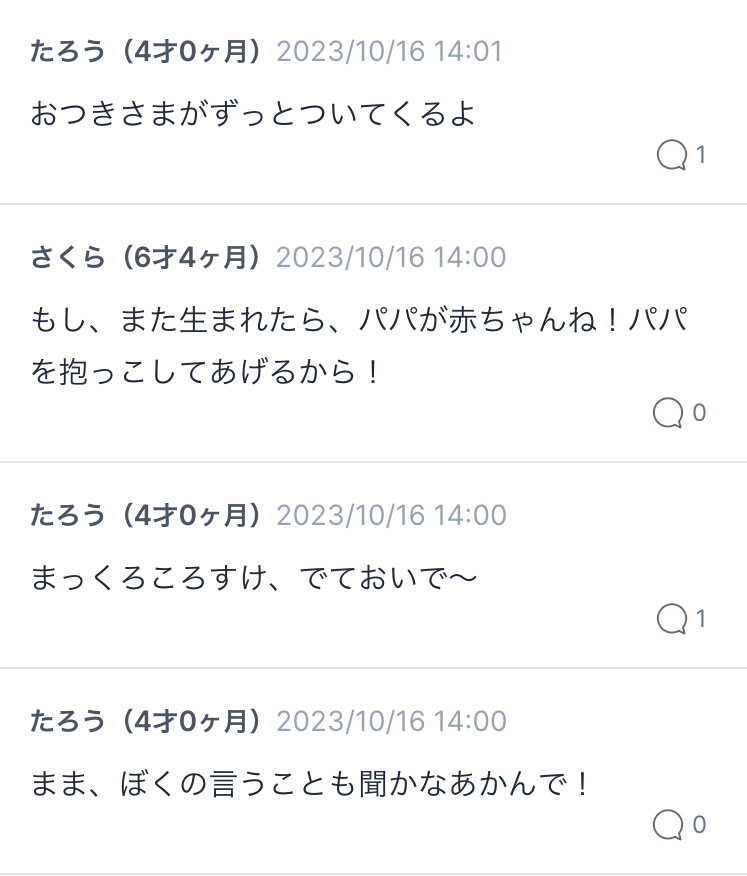 たろう（4才0ヶ月） 2023/10/16 14:01
おつきさまがずっとついてくるよ
1
さくら（6才4ヶ月） 2023/10/16 14:00
もし、また生まれたら、パパが赤ちゃんね！パパ
を抱っこしてあげるから！
0
たろう（4才0ヶ月） 2023/10/16 14:00
まっくろころすけ、でておいで〜
1
たろう（4才0ヶ月） 2023/10/16 14:00
まま、ぼくの言うことも聞かなあかんで！
0